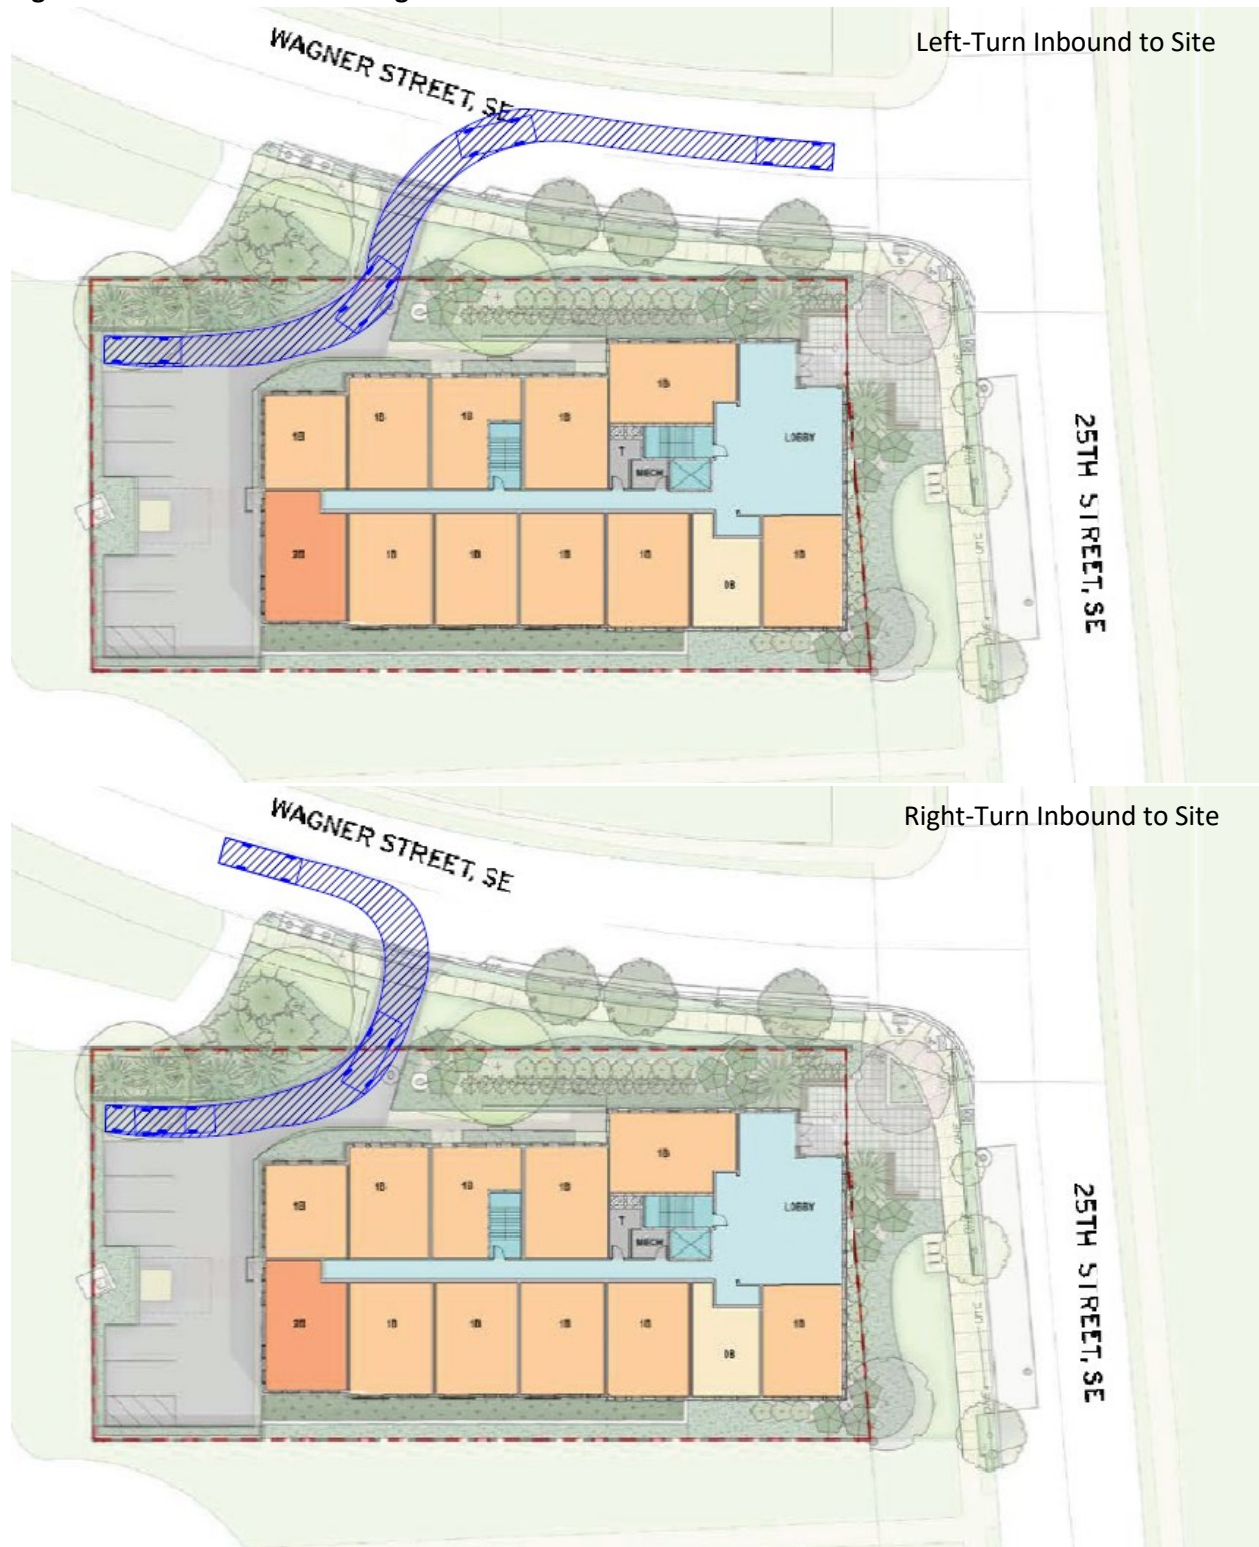 Left-Turn Inbound to Site
WAGNER STREET, SE
1B
1B
1B
1B
1B
LOBBY
T
MECH
2B
1B
1B
1B
1B
0B
1B
25TH STREET, SE
Right-Turn Inbound to Site
WAGNER STREET, SE
1B
1B
1B
1B
1B
LOBBY
T
MECH
2B
1B
1B
1B
1B
0B
1B
25TH STREET, SE